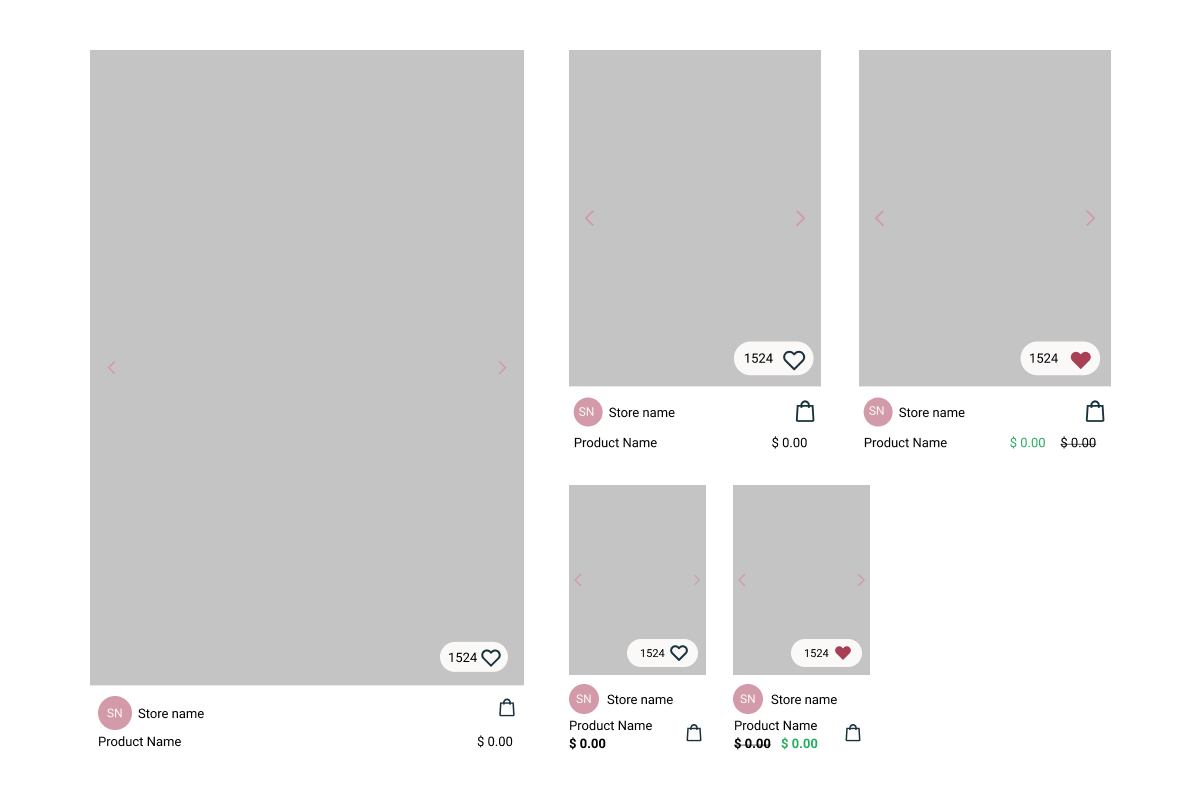 1524
SN Store name
Product Name $ 0.00
1524
SN Store name
Product Name $ 0.00
1524
SN Store name
Product Name $ 0.00 $ 0.00
1524
SN Store name
Product Name
$ 0.00
1524
SN Store name
Product Name
$ 0.00 $ 0.00